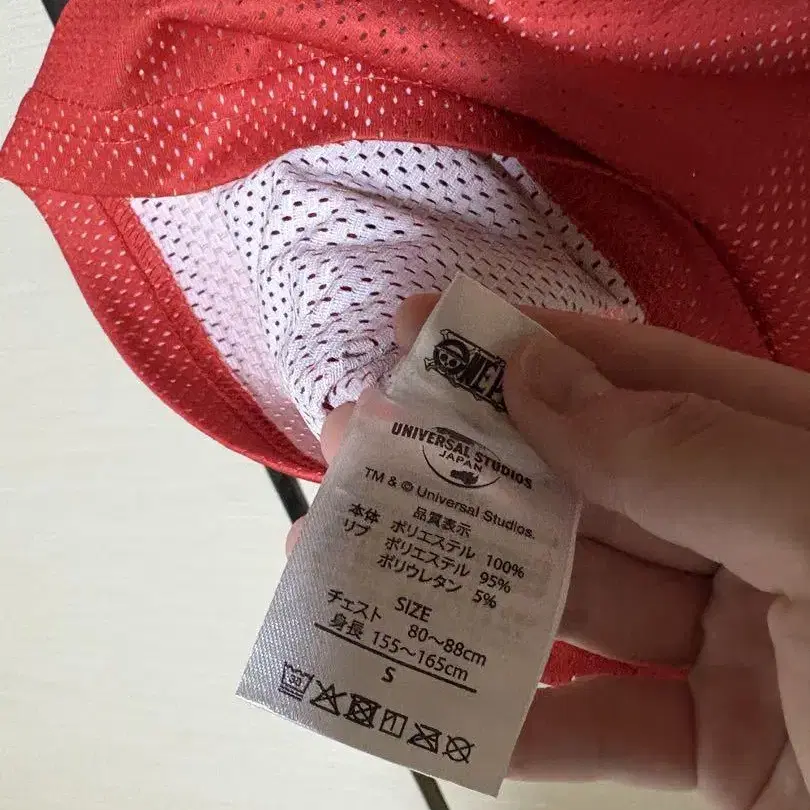 UNIVERSAL STUDIOS
JAPAN
TM & © Universal Studios.
品質表示
本体 ポリエステル 100%
リブ ポリエステル 95%
ポリウレタン 5%
SIZE
チェスト 80～88cm
身長 155～165cm
S
30